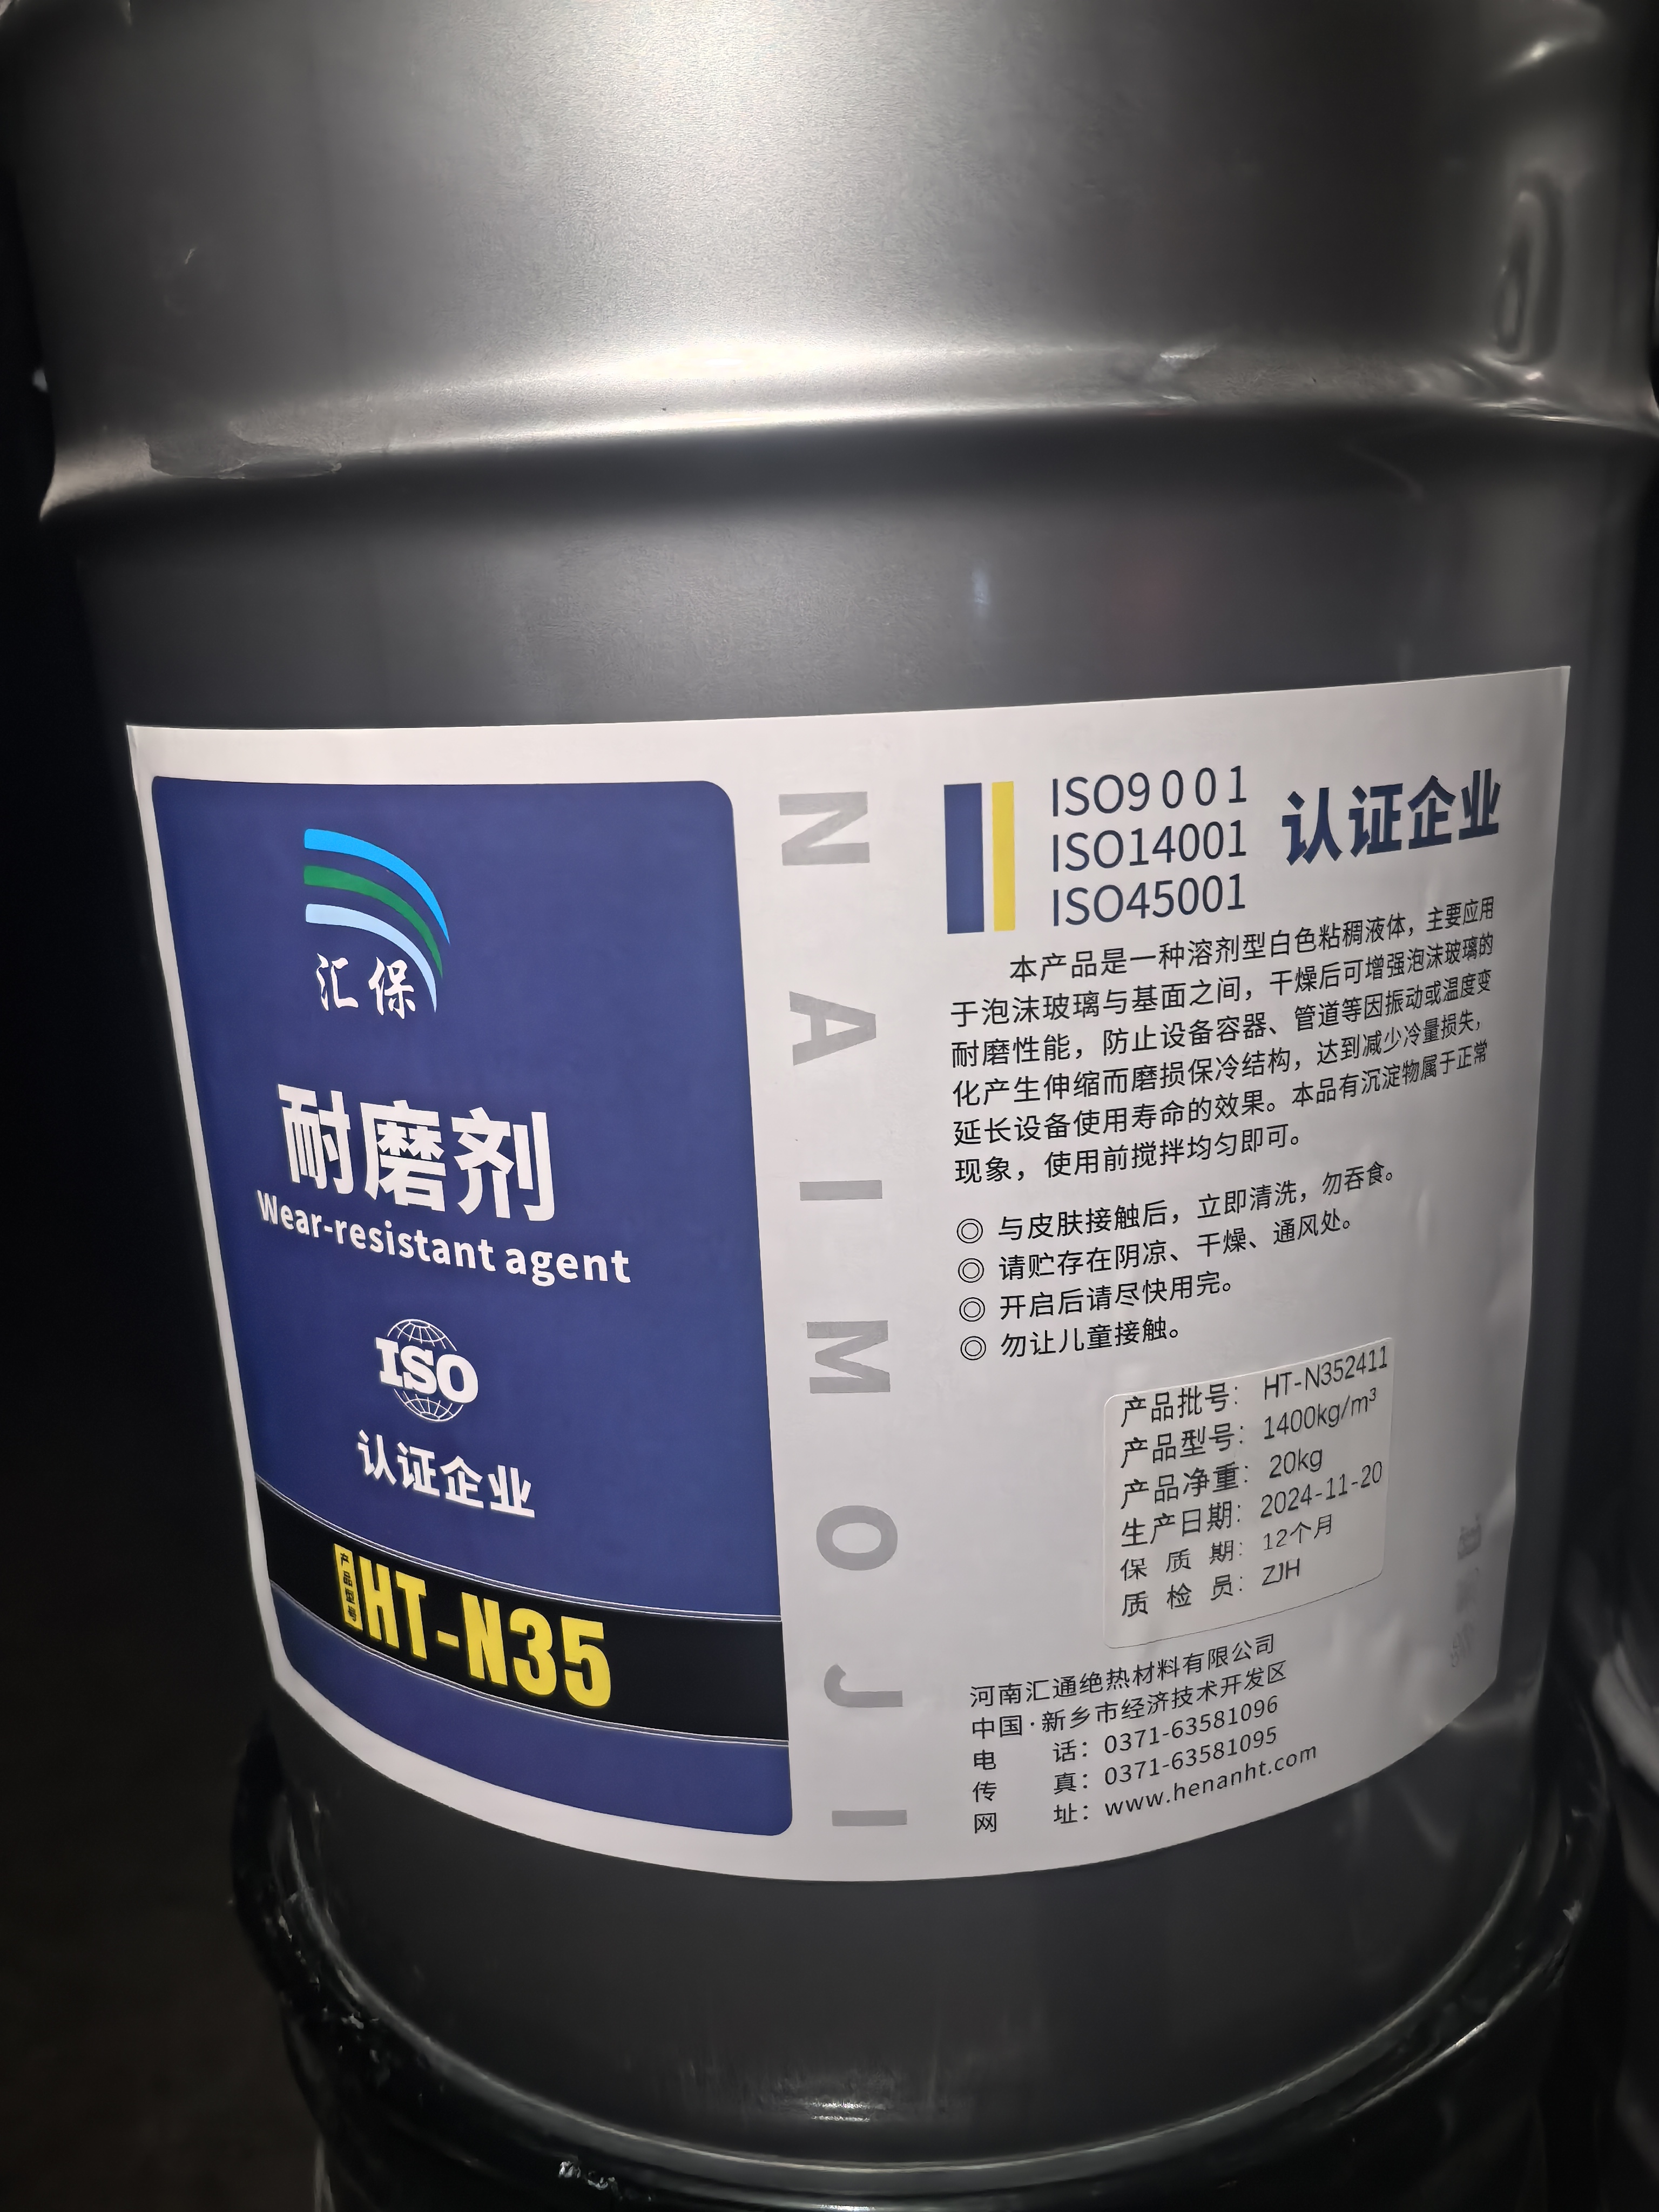 汇保
耐磨剂
Wear-resistant agent
ISO
认证企业
产品型号
HT-N35
NAIMOJI
ISO9001
ISO14001
ISO45001
认证企业
本产品是一种溶剂型白色粘稠液体，主要应用
于泡沫玻璃与基面之间，干燥后可增强泡沫玻璃的
耐磨性能，防止设备容器、管道等因振动或温度变
化产生伸缩而磨损保冷结构，达到减少冷量损失，
延长设备使用寿命的效果。本品有沉淀物属于正常
现象，使用前搅拌均匀即可。
◎ 与皮肤接触后，立即清洗，勿吞食。
◎ 请贮存在阴凉、干燥、通风处。
◎ 开启后请尽快用完。
◎ 勿让儿童接触。
产品批号：HT-N352411
产品型号：1400kg/m³
产品净重：20kg
生产日期：2024-11-20
保 质 期：12个月
质 检 员：ZJH
河南汇通绝热材料有限公司
中国·新乡市经济技术开发区
电 话：0371-63581096
传 真：0371-63581095
网 址：www.henanht.com